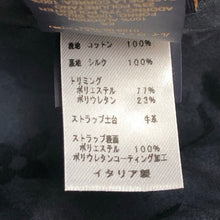 表地 コットン 100%
裏地 シルク 100%
トリミング
ポリエステル 77%
ポリウレタン 23%
ストラップ土台 牛革
ストラップ表面
ポリエステル 100%
ポリウレタンコーティング加工
イタリア製